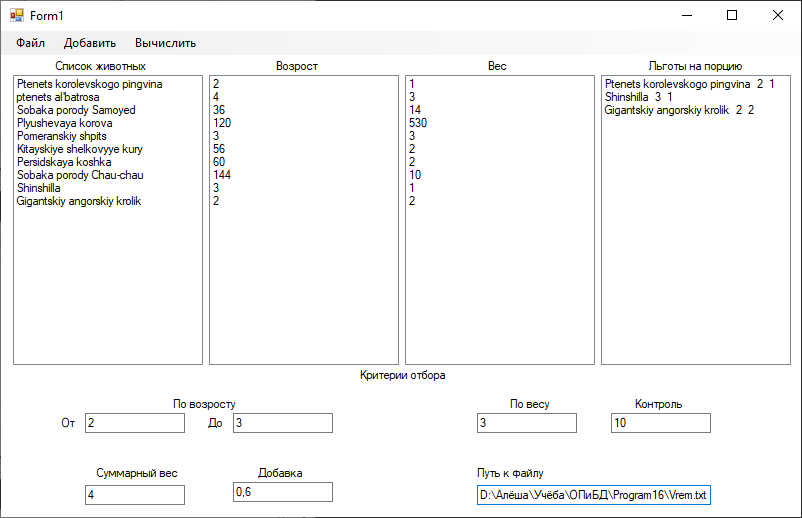 Form1
Файл Добавить Вычислить
Список животных Возрост Вес Льготы на порцию
Ptenets korolevskogo pingvina 2 1 Ptenets korolevskogo pingvina 2 1
ptenets al'batrosa 4 3 Shinshilla 3 1
Sobaka porody Samoyed 36 14 Gigantskiy angorskiy krolik 2 2
Plyushevaya korova 120 530
Pomeranskiy shpits 3 3
Kitayskiye shelkovyye kury 56 2
Persidskaya koshka 60 2
Sobaka porody Chau-chau 144 10
Shinshilla 3 1
Gigantskiy angorskiy krolik 2 2
Критерии отбора
По возросту По весу Контроль
От 2 До 3 3 10
Суммарный вес Добавка Путь к файлу
4 0,6 D:\Алёша\Учёба\ОПиБД\Program16\Vrem.txt